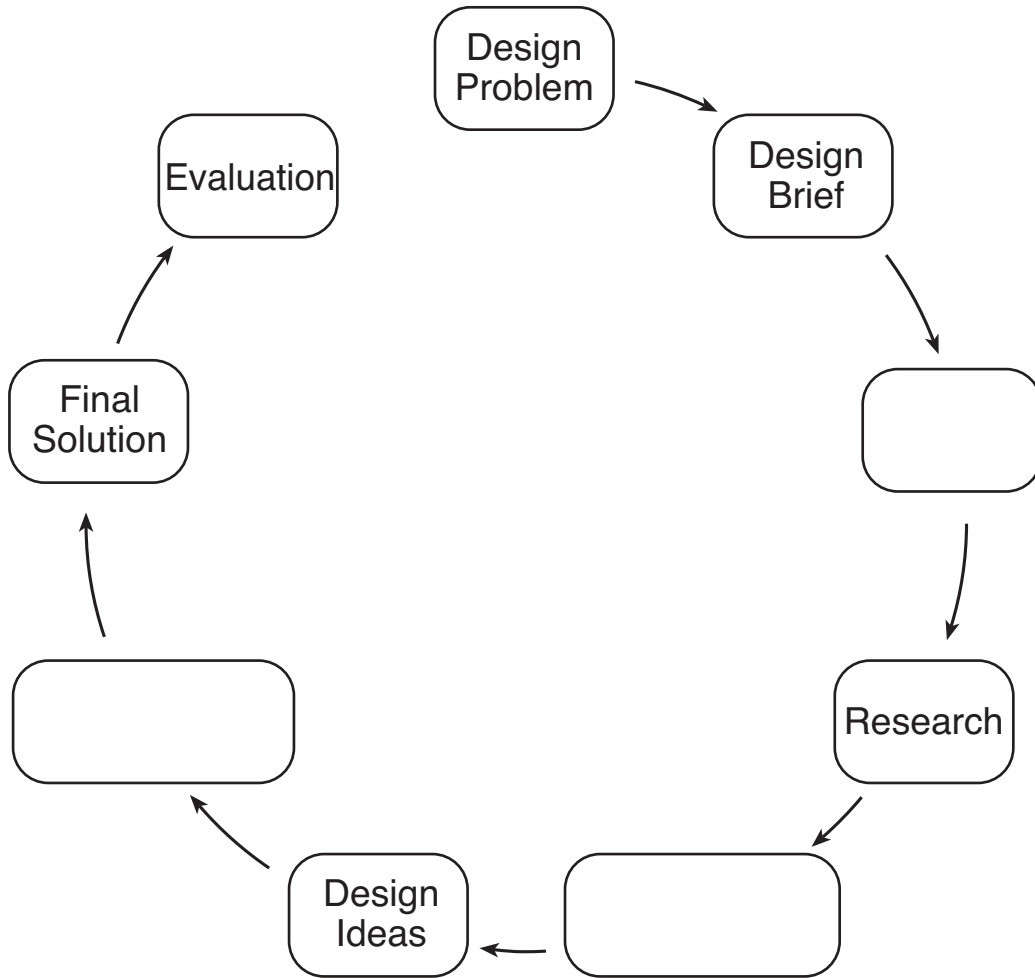 Design
Problem
Design
Brief
Research
Design
Ideas
Final
Solution
Evaluation